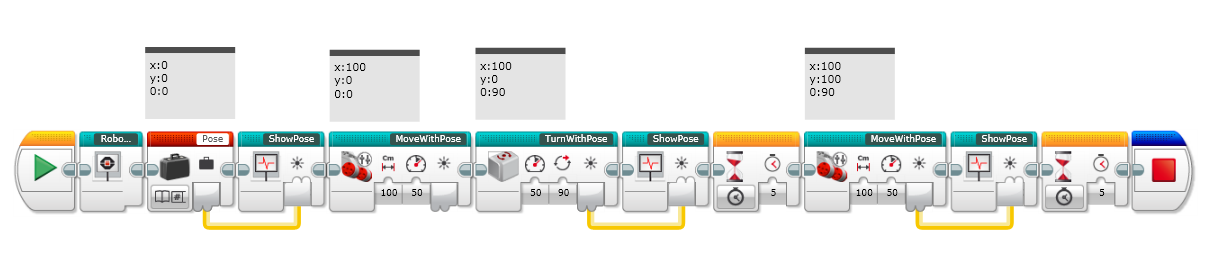 x:0
y:0
0:0
x:100
y:0
0:0
x:100
y:0
0:90
x:100
y:100
0:90
Robo...
Pose
ShowPose
MoveWithPose
TurnWithPose
ShowPose
MoveWithPose
ShowPose
Cm
Cm
#
100 50
50 90
5
100 50
5